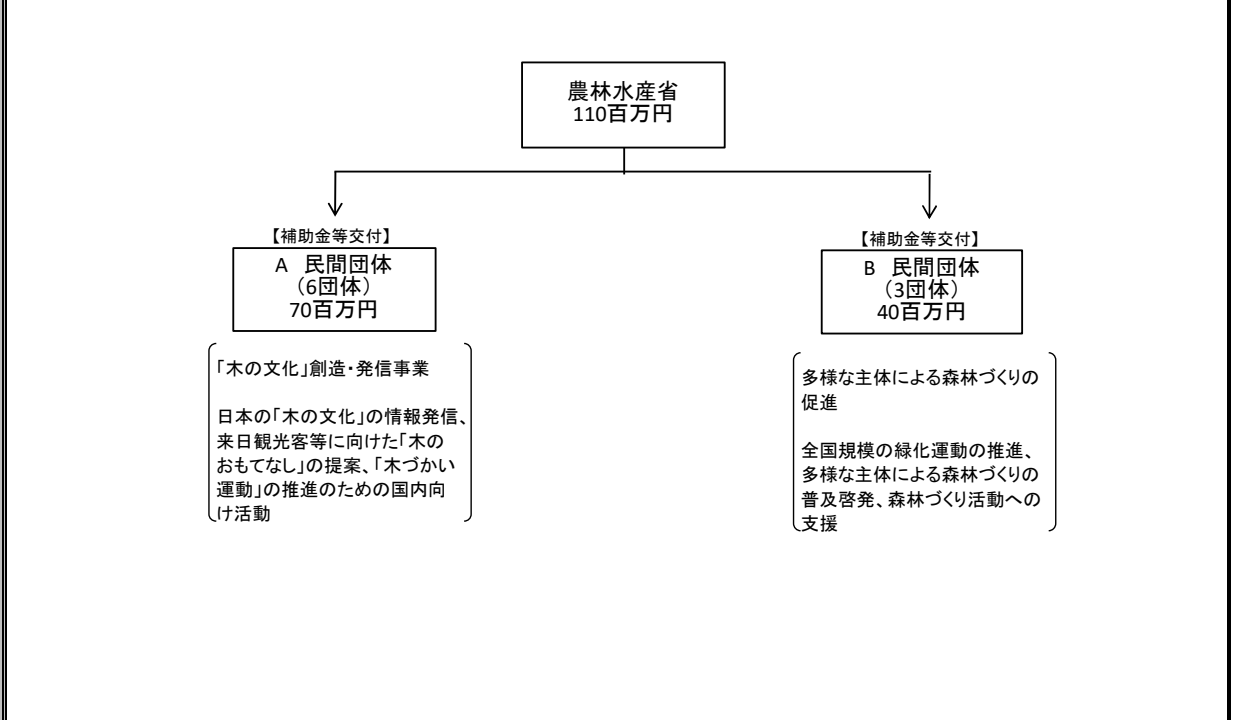 農林水産省
110百万円
【補助金等交付】
A　民間団体
（6団体）
70百万円
「木の文化」創造・発信事業
日本の「木の文化」の情報発信、
来日観光客等に向けた「木の
おもてなし」の提案、「木づかい
運動」の推進のための国内向
け活動
【補助金等交付】
B　民間団体
（3団体）
40百万円
多様な主体による森林づくりの
促進
全国規模の緑化運動の推進、
多様な主体による森林づくりの
普及啓発、森林づくり活動への
支援